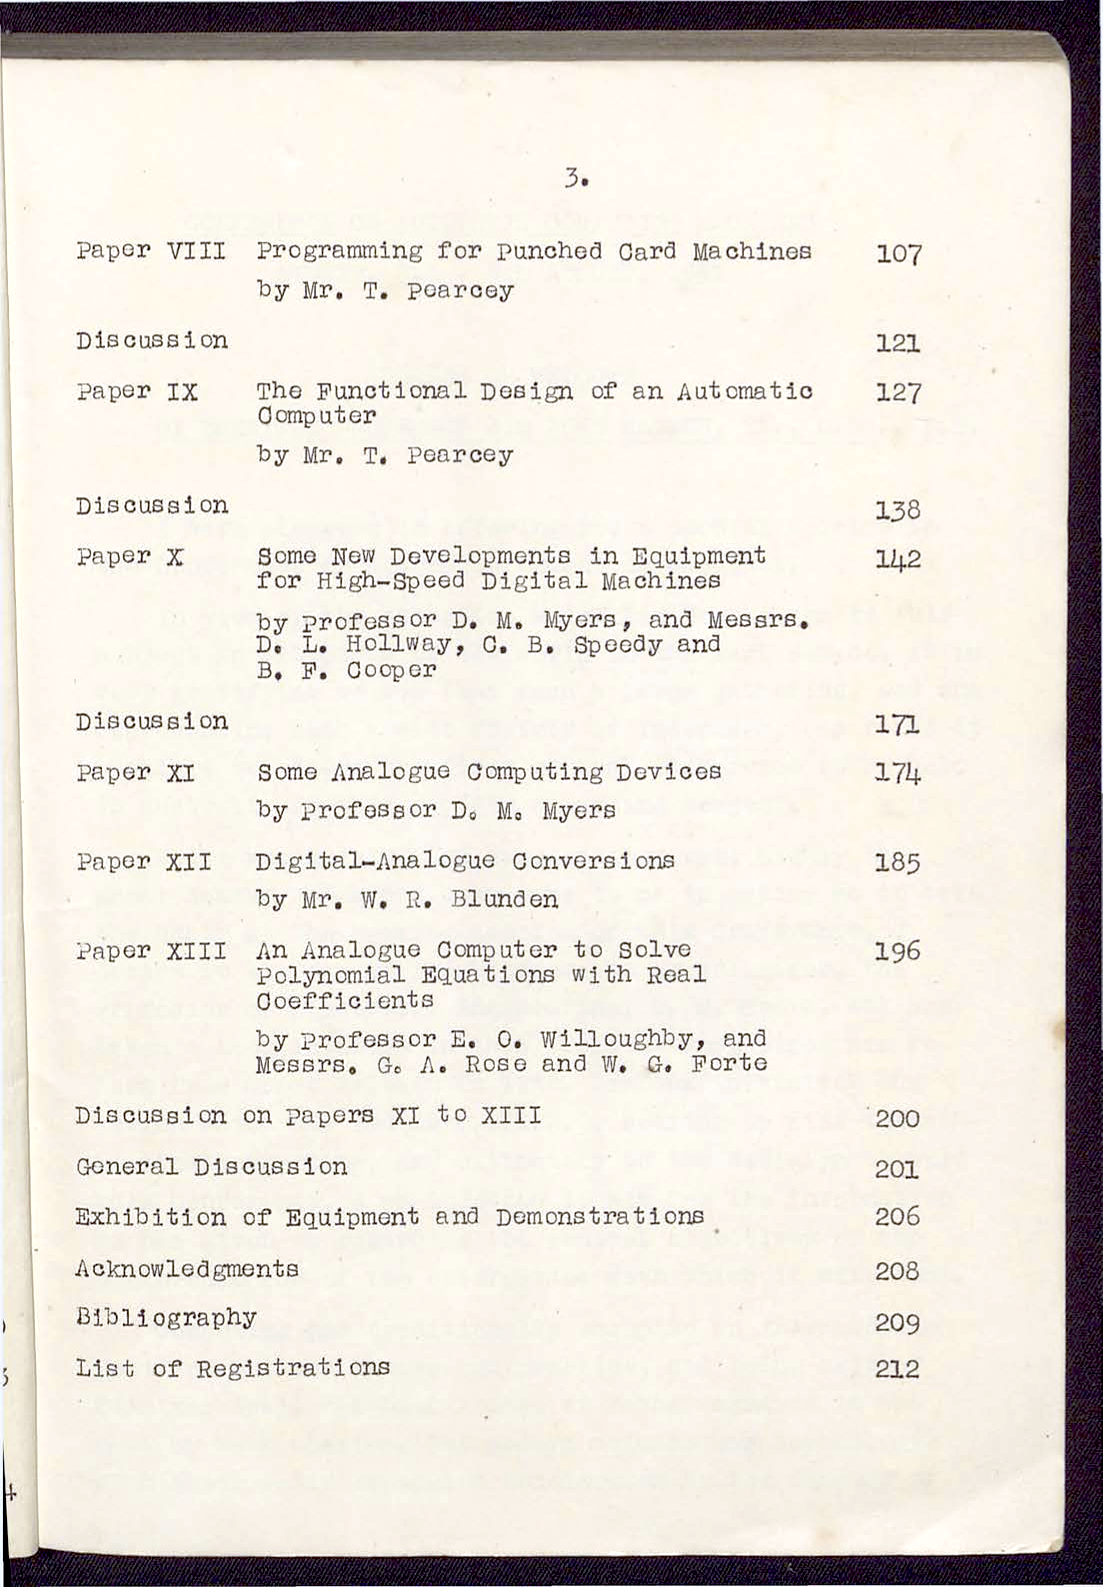 3.
Paper VIII Programming for Punched Card Machines 107
by Mr. T. Pearcey
Discussion 121
Paper IX The Functional Design of an Automatic 127
Computer
by Mr. T. Pearcey
Discussion 138
Paper X Some New Developments in Equipment 142
for High-Speed Digital Machines
by Professor D. M. Myers, and Messrs.
D. L. Hollway, C. B. Speedy and
B. F. Cooper
Discussion 171
Paper XI Some Analogue Computing Devices 174
by Professor D. M. Myers
Paper XII Digital-Analogue Conversions 185
by Mr. W. R. Blunden
Paper XIII An Analogue Computer to Solve 196
Polynomial Equations with Real
Coefficients
by Professor E. O. Willoughby, and
Messrs. G. A. Rose and W. G. Forte
Discussion on Papers XI to XIII 200
General Discussion 201
Exhibition of Equipment and Demonstrations 206
Acknowledgments 208
Bibliography 209
List of Registrations 212